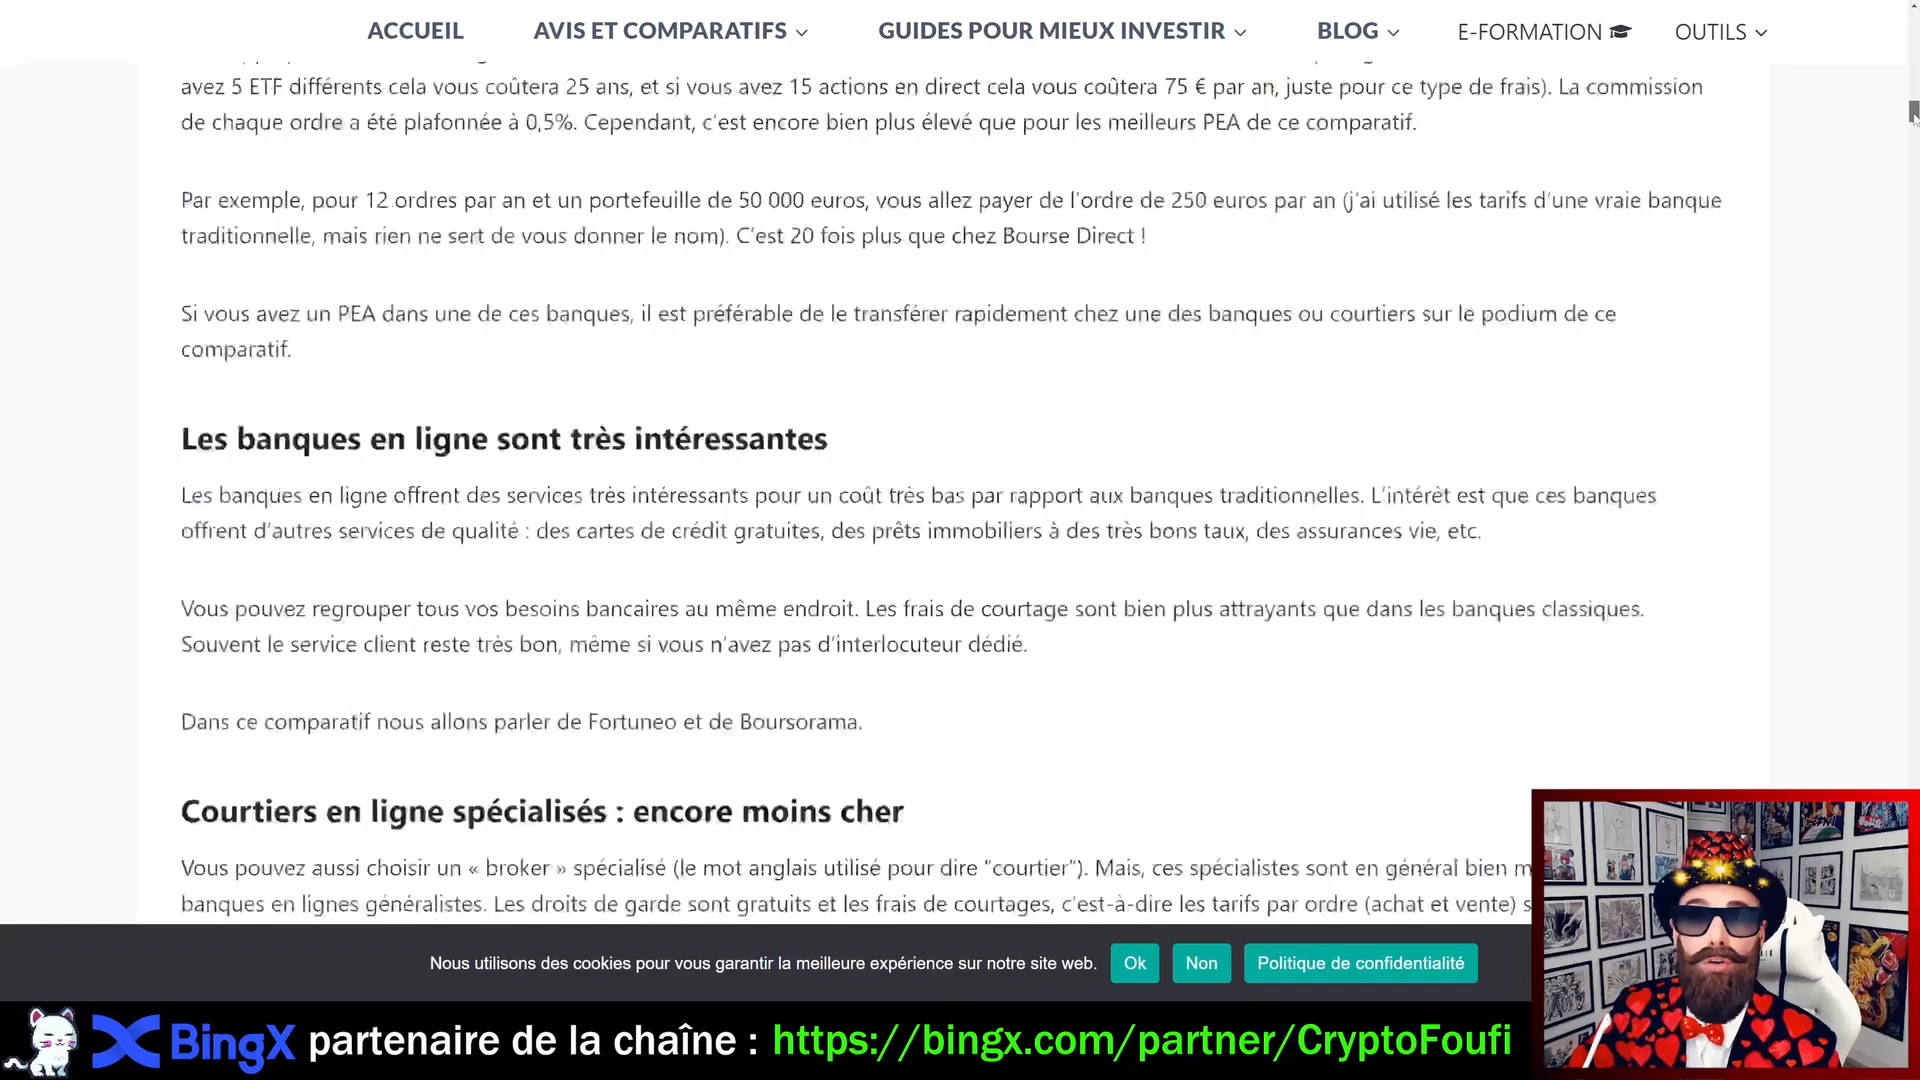 ACCUEIL AVIS ET COMPARATIFS GUIDES POUR MIEUX INVESTIR BLOG E-FORMATION OUTILS
avez 5 ETF différents cela vous coûtera 25 ans, et si vous avez 15 actions en direct cela vous coûtera 75 € par an, juste pour ce type de frais). La commission
de chaque ordre a été plafonnée à 0,5%. Cependant, c'est encore bien plus élevé que pour les meilleurs PEA de ce comparatif.
Par exemple, pour 12 ordres par an et un portefeuille de 50 000 euros, vous allez payer de l'ordre de 250 euros par an (j'ai utilisé les tarifs d'une vraie banque
traditionnelle, mais rien ne sert de vous donner le nom). C'est 20 fois plus que chez Bourse Direct !
Si vous avez un PEA dans une de ces banques, il est préférable de le transférer rapidement chez une des banques ou courtiers sur le podium de ce
comparatif.
Les banques en ligne sont très intéressantes
Les banques en ligne offrent des services très intéressants pour un coût très bas par rapport aux banques traditionnelles. L'intérêt est que ces banques
offrent d'autres services de qualité : des cartes de crédit gratuites, des prêts immobiliers à des très bons taux, des assurances vie, etc.
Vous pouvez regrouper tous vos besoins bancaires au même endroit. Les frais de courtage sont bien plus attrayants que dans les banques classiques.
Souvent le service client reste très bon, même si vous n'avez pas d'interlocuteur dédié.
Dans ce comparatif nous allons parler de Fortuneo et de Boursorama.
Courtiers en ligne spécialisés : encore moins cher
Vous pouvez aussi choisir un « broker » spécialisé (le mot anglais utilisé pour dire "courtier"). Mais, ces spécialistes sont en général bien
banques en lignes généralistes. Les droits de garde sont gratuits et les frais de courtages, c'est-à-dire les tarifs par ordre (achat et vente)
Nous utilisons des cookies pour vous garantir la meilleure expérience sur notre site web. Ok Non Politique de confidentialité
BingX partenaire de la chaîne : https://bingx.com/partner/CryptoFoufi